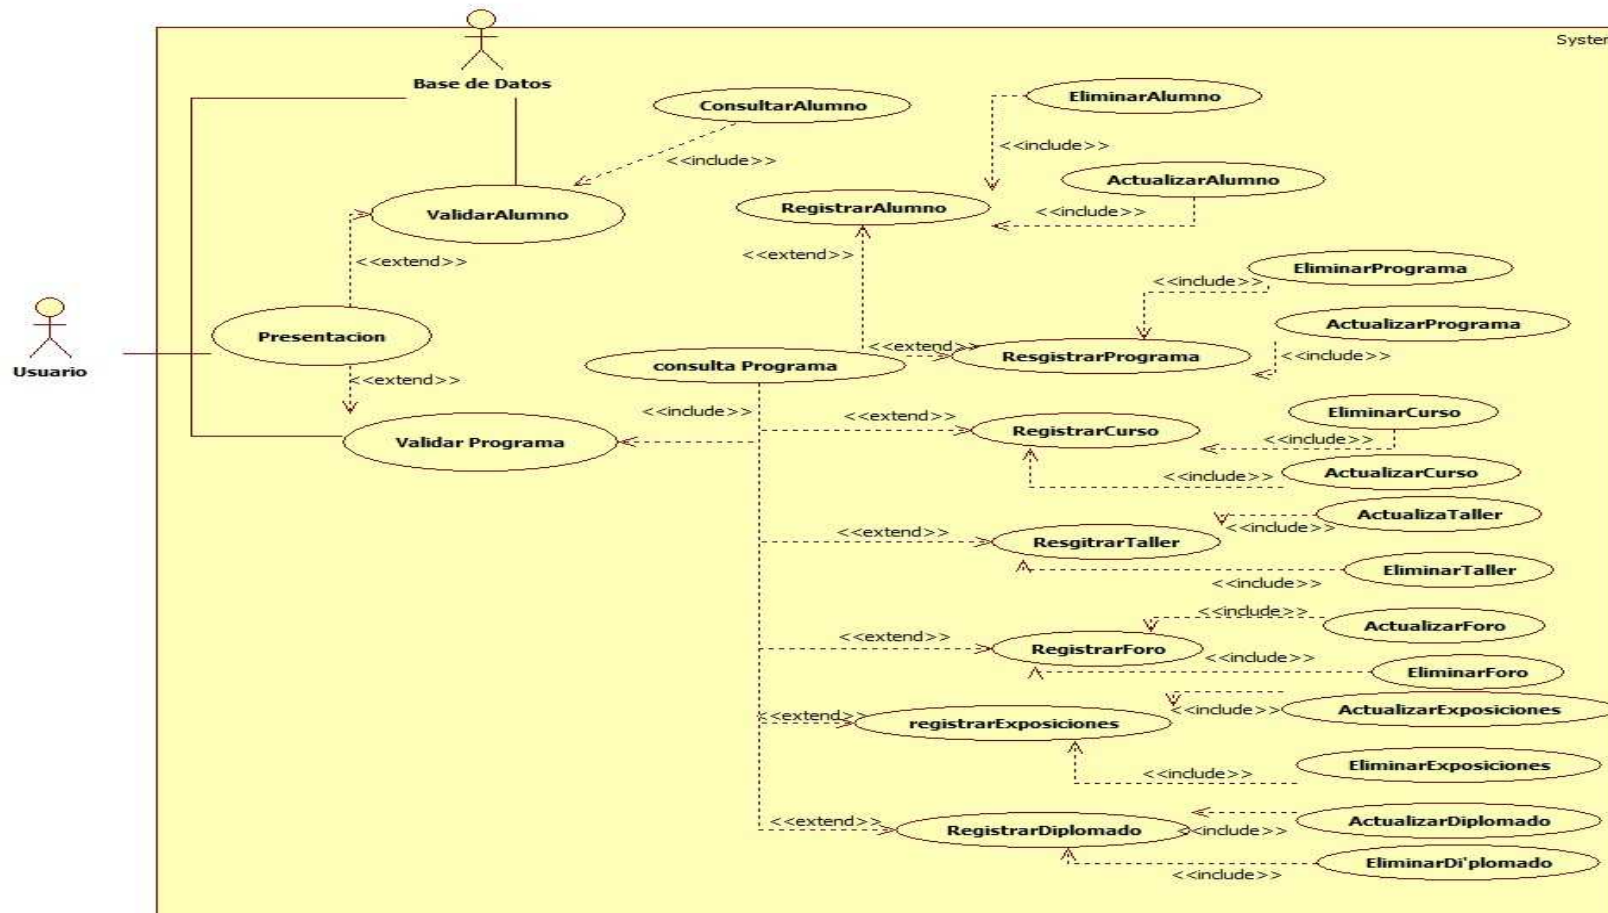 System
Base de Datos
ConsultarAlumno
EliminarAlumno
<<include>>
<<include>>
ActualizarAlumno
ValidarAlumno
RegistrarAlumno
<<include>>
<<extend>>
<<extend>>
EliminarPrograma
<<include>>
Usuario
Presentacion
ActualizarPrograma
<<extend>>
ResgistrarPrograma
<<include>>
consulta Programa
<<extend>>
<<include>>
<<extend>>
EliminarCurso
Validar Programa
RegistrarCurso
<<include>>
ActualizarCurso
<<include>>
ActualizaTaller
<<include>>
<<extend>>
ResgitrarTaller
EliminarTaller
<<include>>
<<include>>
ActualizarForo
<<extend>>
RegistrarForo
<<include>>
EliminarForo
<<extend>>
registrarExposiciones
<<include>>
ActualizarExposiciones
<<include>>
EliminarExposiciones
<<extend>>
RegistrarDiplomado
<<include>>
ActualizarDiplomado
EliminarDi'plomado
<<include>>